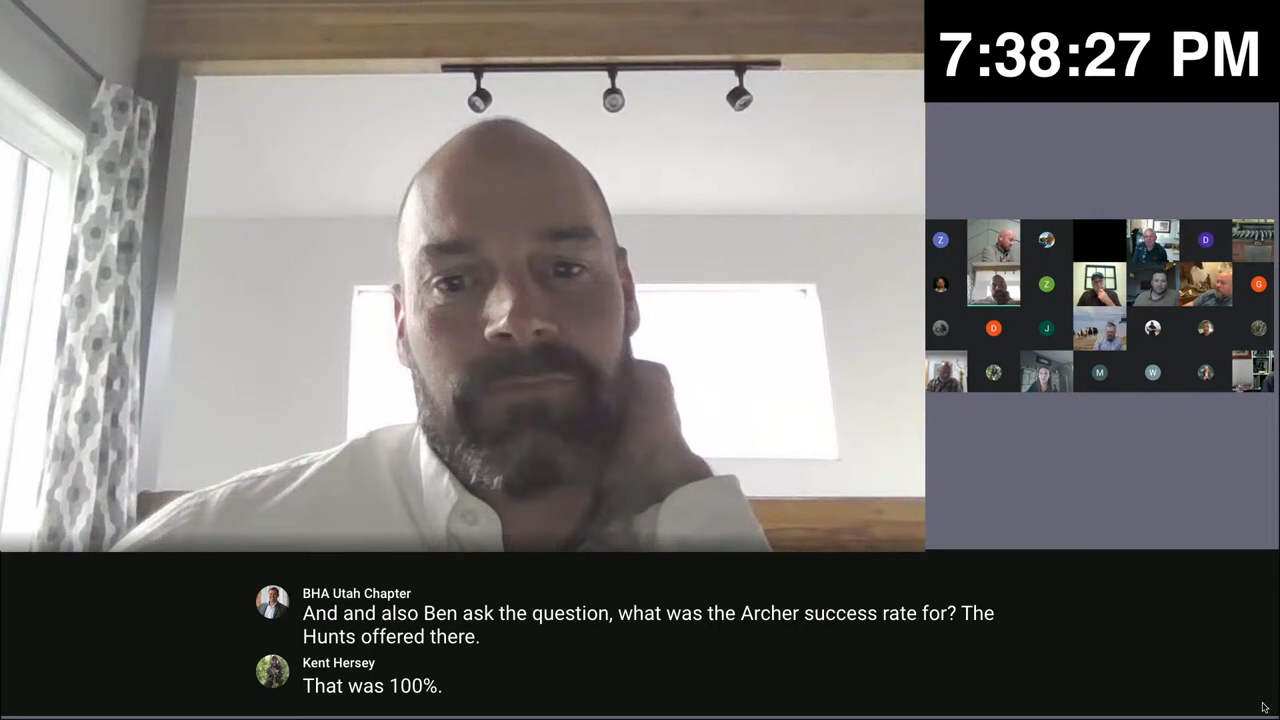 7:38:27 PM
Z
D
Z
G
D
J
M
W
BHA Utah Chapter
And and also Ben ask the question, what was the Archer success rate for? The
Hunts offered there.
Kent Hersey
That was 100%.